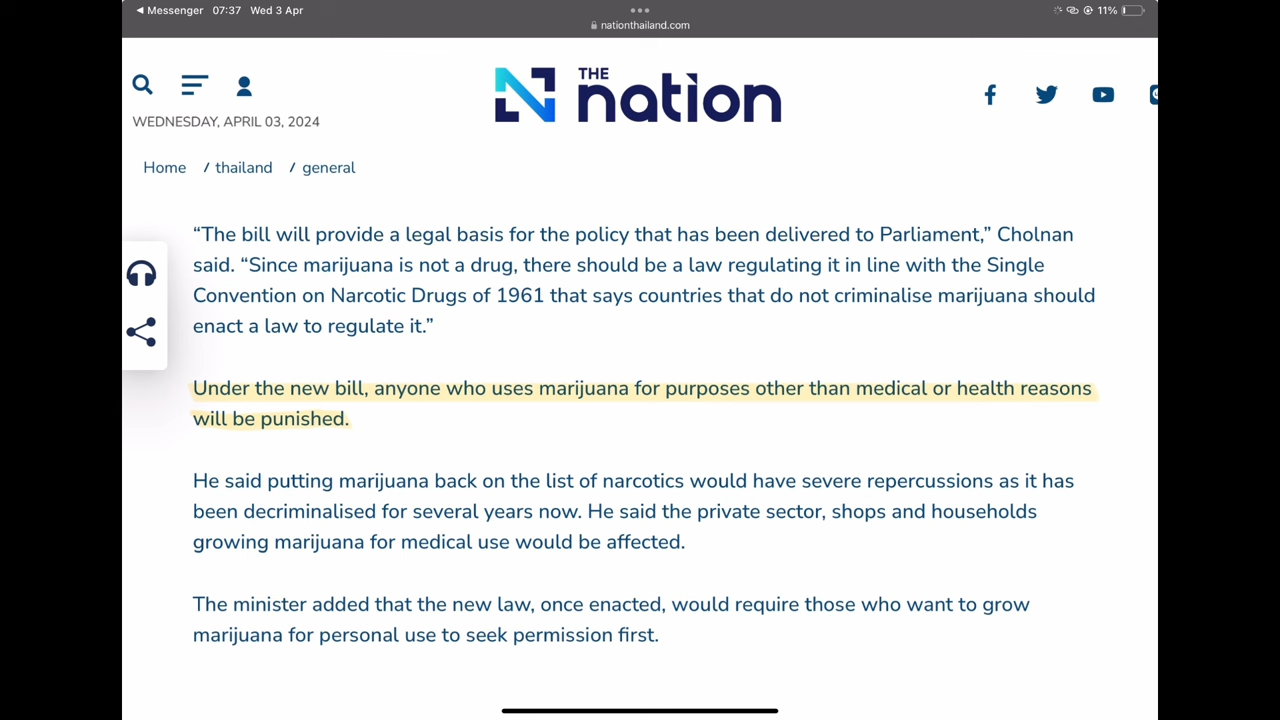 Messenger 07:37 Wed 3 Apr
11%
nationthailand.com
THE
nation
WEDNESDAY, APRIL 03, 2024
Home / thailand / general
“The bill will provide a legal basis for the policy that has been delivered to Parliament,” Cholnan
said. “Since marijuana is not a drug, there should be a law regulating it in line with the Single
Convention on Narcotic Drugs of 1961 that says countries that do not criminalise marijuana should
enact a law to regulate it.”
Under the new bill, anyone who uses marijuana for purposes other than medical or health reasons
will be punished.
He said putting marijuana back on the list of narcotics would have severe repercussions as it has
been decriminalised for several years now. He said the private sector, shops and households
growing marijuana for medical use would be affected.
The minister added that the new law, once enacted, would require those who want to grow
marijuana for personal use to seek permission first.